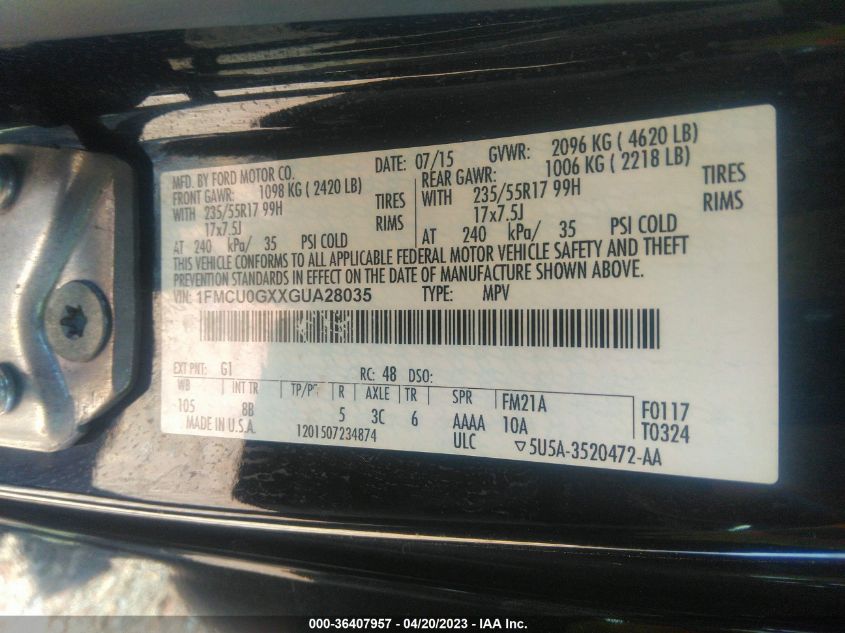 MFD. BY FORD MOTOR CO.
DATE: 07/15 GVWR: 2096 KG ( 4620 LB)
FRONT GAWR: 1098 KG ( 2420 LB) REAR GAWR: 1006 KG ( 2218 LB)
WITH 235/55R17 99H TIRES WITH 235/55R17 99H TIRES
17x7.5J RIMS 17x7.5J RIMS
AT 240 kPa/ 35 PSI COLD AT 240 kPa/ 35 PSI COLD
THIS VEHICLE CONFORMS TO ALL APPLICABLE FEDERAL MOTOR VEHICLE SAFETY AND THEFT
PREVENTION STANDARDS IN EFFECT ON THE DATE OF MANUFACTURE SHOWN ABOVE.
VIN: 1FMCU0GXXGUA28035 TYPE: MPV
EXT PNT: G1 RC: 48 DSO:
WB INT TR TP/PS R AXLE TR SPR FM21A F0117
105 8B 5 3C 6 AAAA 10A T0324
MADE IN U.S.A. 1201507234874 ULC ▽5U5A-3520472-AA
000-36407957 - 04/20/2023 - IAA Inc.